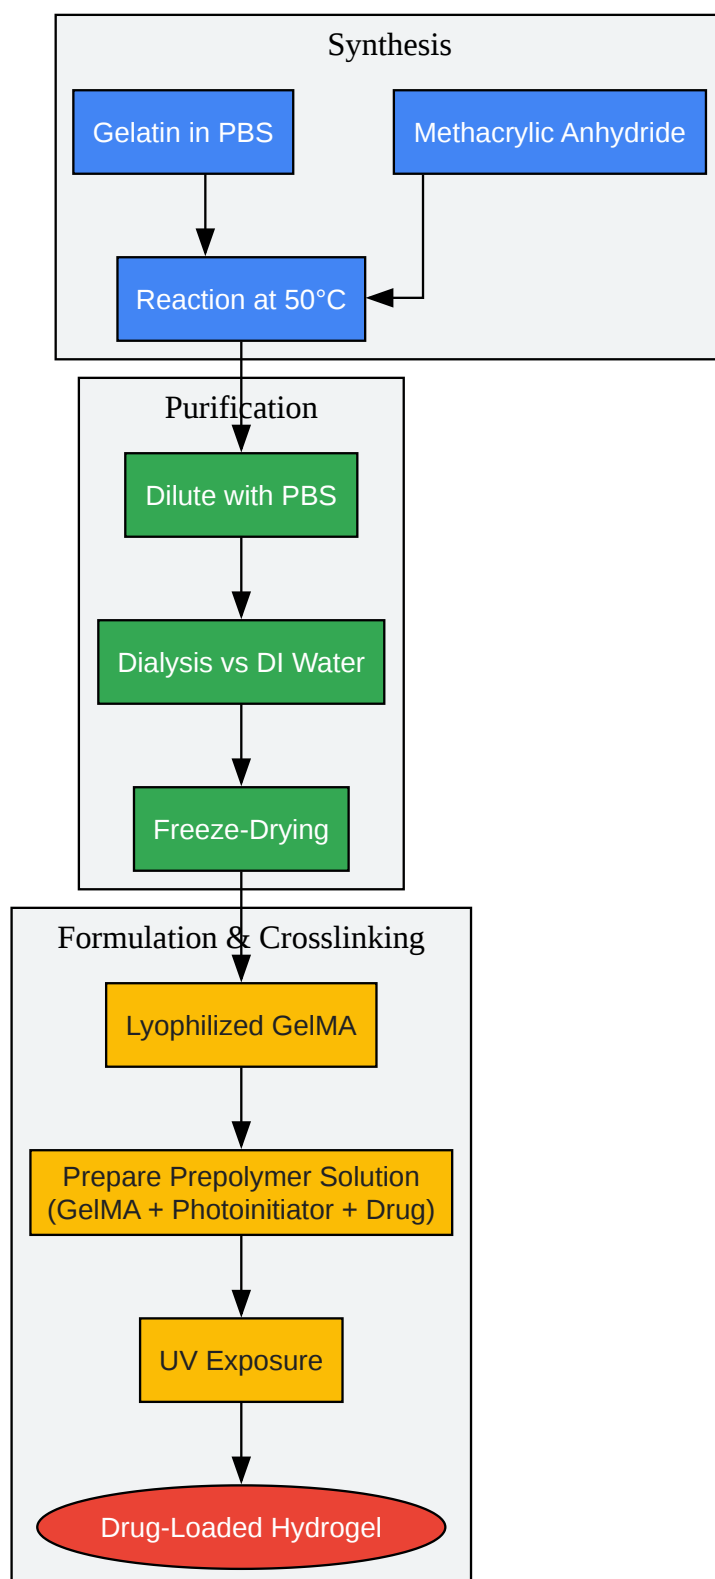 Synthesis
Gelatin in PBS
Methacrylic Anhydride
Reaction at 50°C
Purification
Dilute with PBS
Dialysis vs DI Water
Freeze-Drying
Formulation & Crosslinking
Lyophilized GelMA
Prepare Prepolymer Solution
(GelMA + Photoinitiator + Drug)
UV Exposure
Drug-Loaded Hydrogel